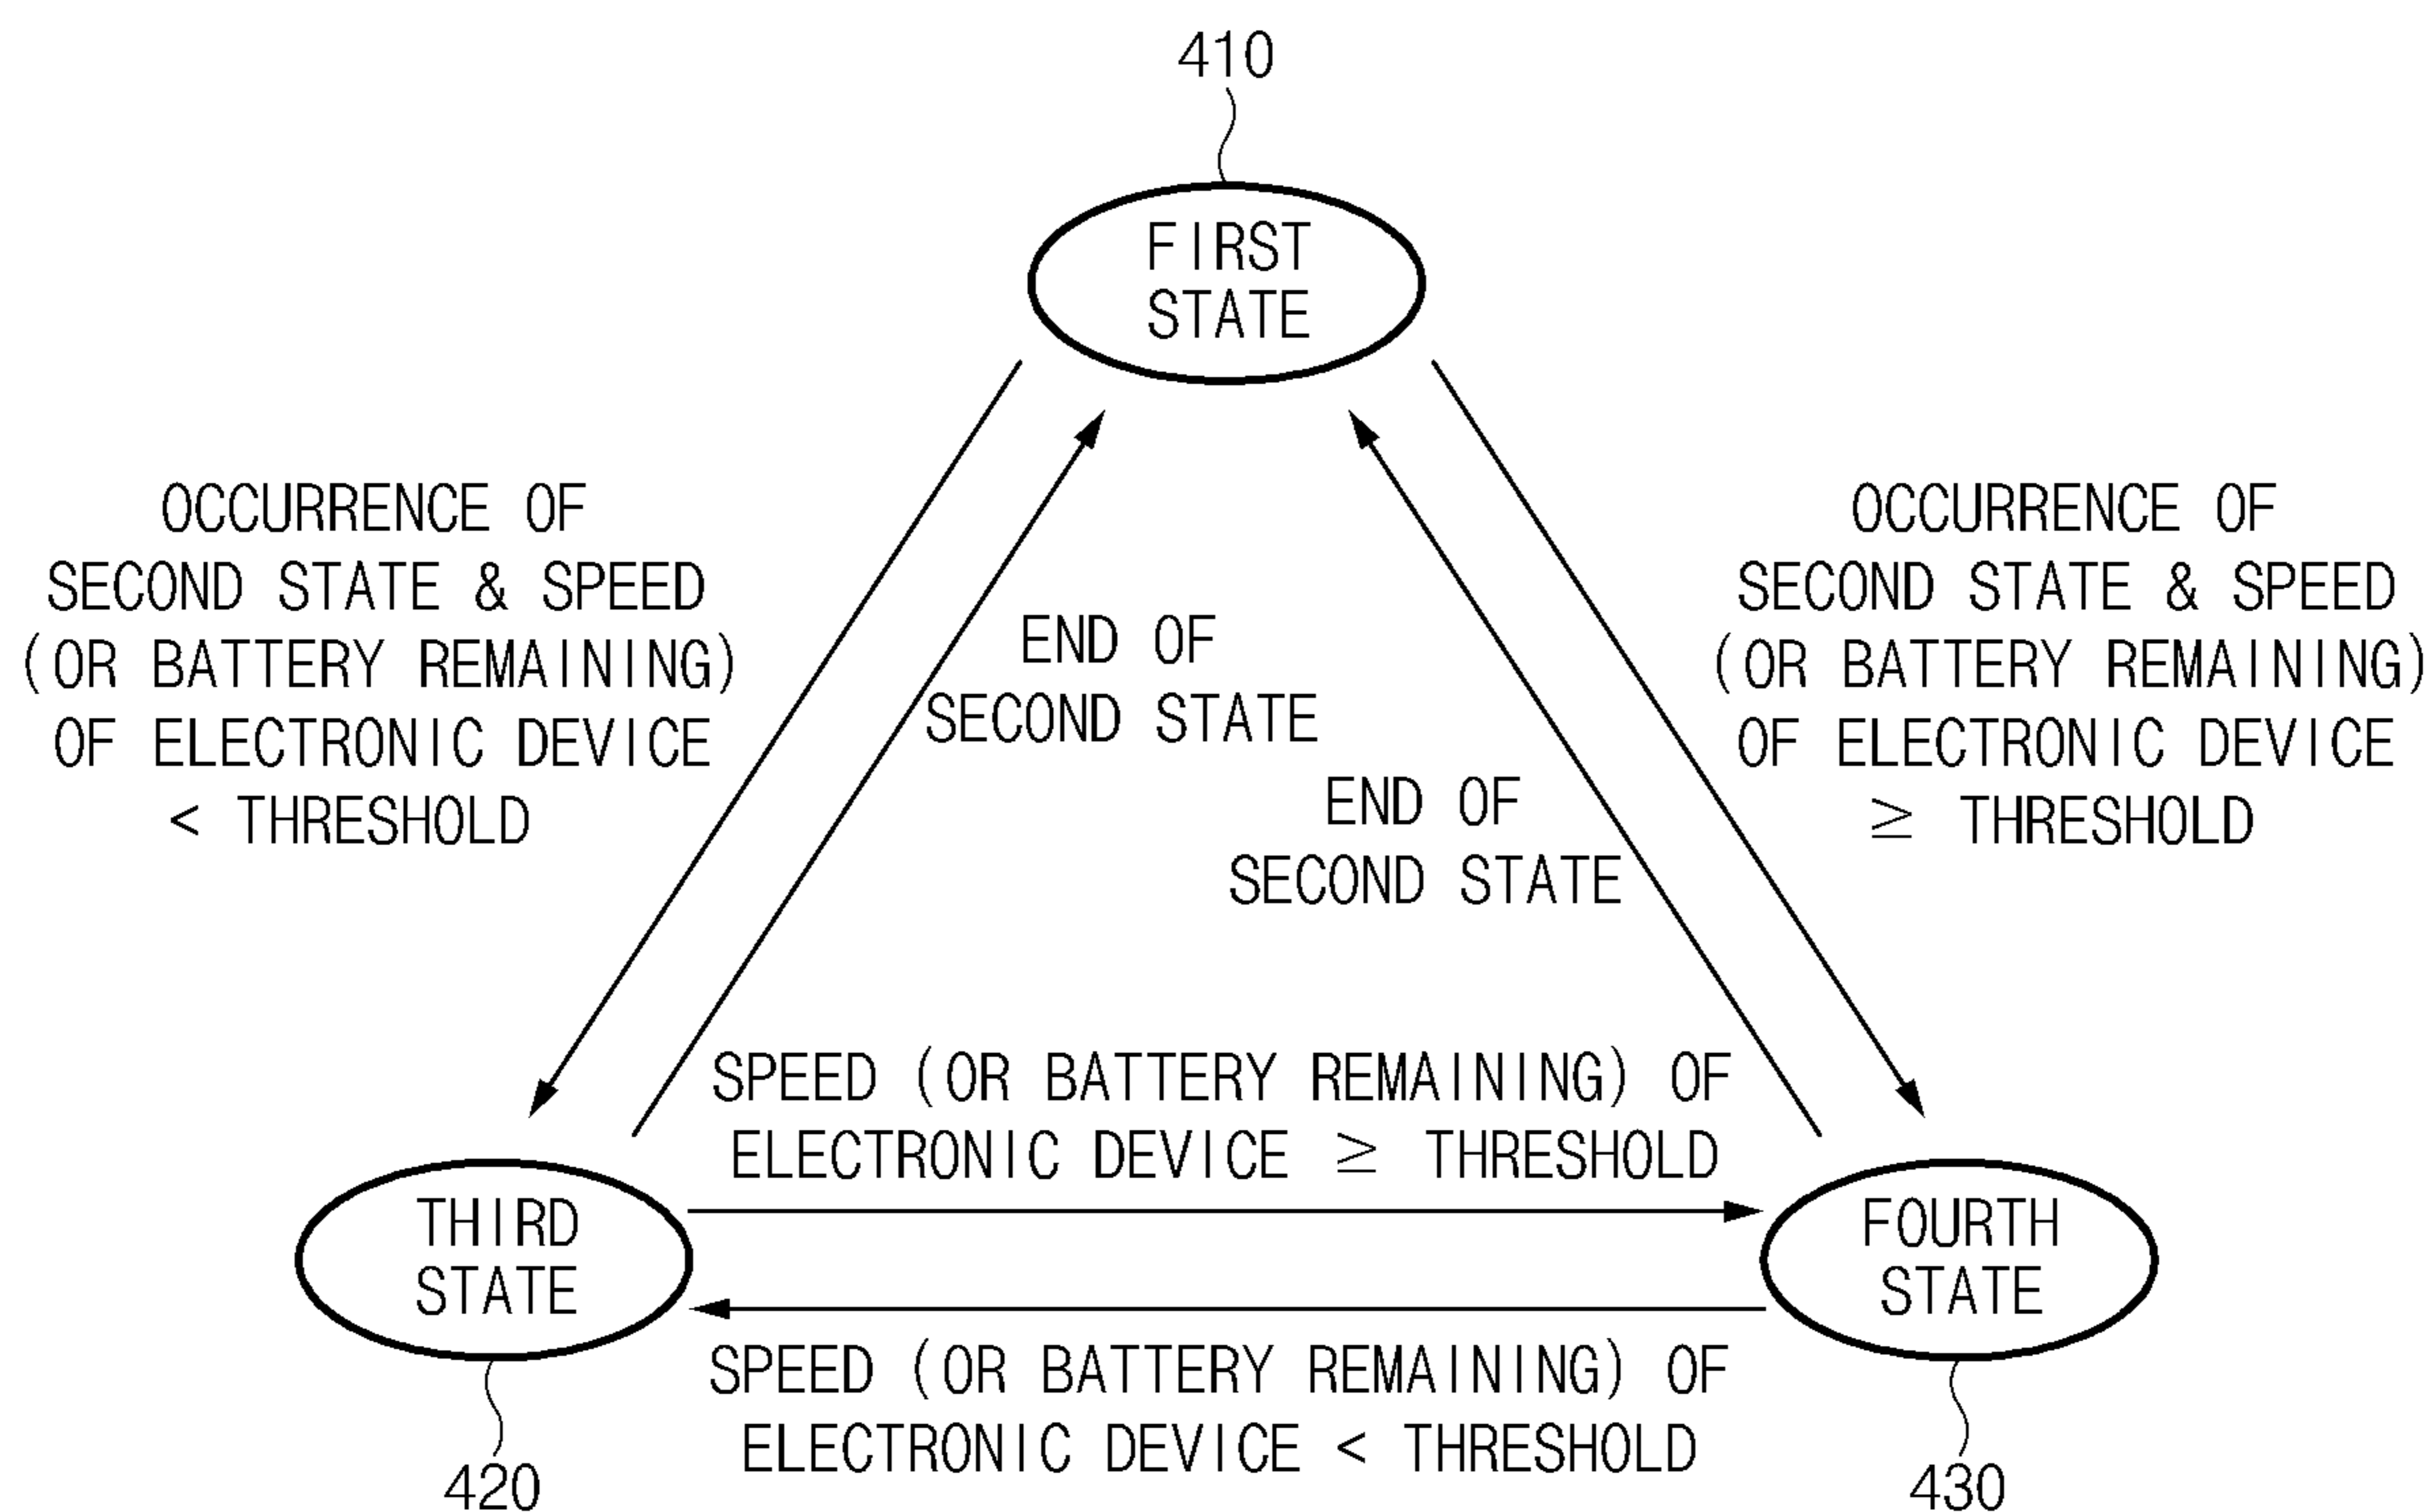 410
FIRST
STATE
OCCURRENCE OF
SECOND STATE & SPEED
(OR BATTERY REMAINING)
OF ELECTRONIC DEVICE
< THRESHOLD
END OF
SECOND STATE
END OF
SECOND STATE
OCCURRENCE OF
SECOND STATE & SPEED
(OR BATTERY REMAINING)
OF ELECTRONIC DEVICE
≥ THRESHOLD
SPEED (OR BATTERY REMAINING) OF
ELECTRONIC DEVICE ≥ THRESHOLD
THIRD
STATE
FOURTH
STATE
SPEED (OR BATTERY REMAINING) OF
ELECTRONIC DEVICE < THRESHOLD
420
430